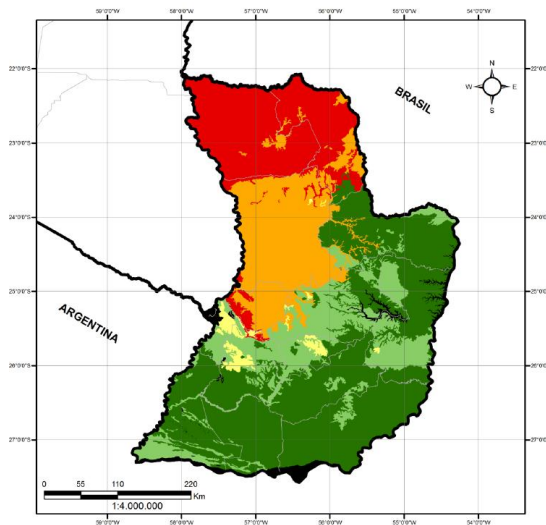 59°0'0"W 58°0'0"W 57°0'0"W 56°0'0"W 55°0'0"W 54°0'0"W
22°0'0"S 22°0'0"S
BRASIL
N
W E
S
23°0'0"S 23°0'0"S
24°0'0"S 24°0'0"S
25°0'0"S 25°0'0"S
ARGENTINA
26°0'0"S 26°0'0"S
27°0'0"S 27°0'0"S
0 55 110 220
Km
1:4.000.000
59°0'0"W 58°0'0"W 57°0'0"W 56°0'0"W 55°0'0"W 54°0'0"W